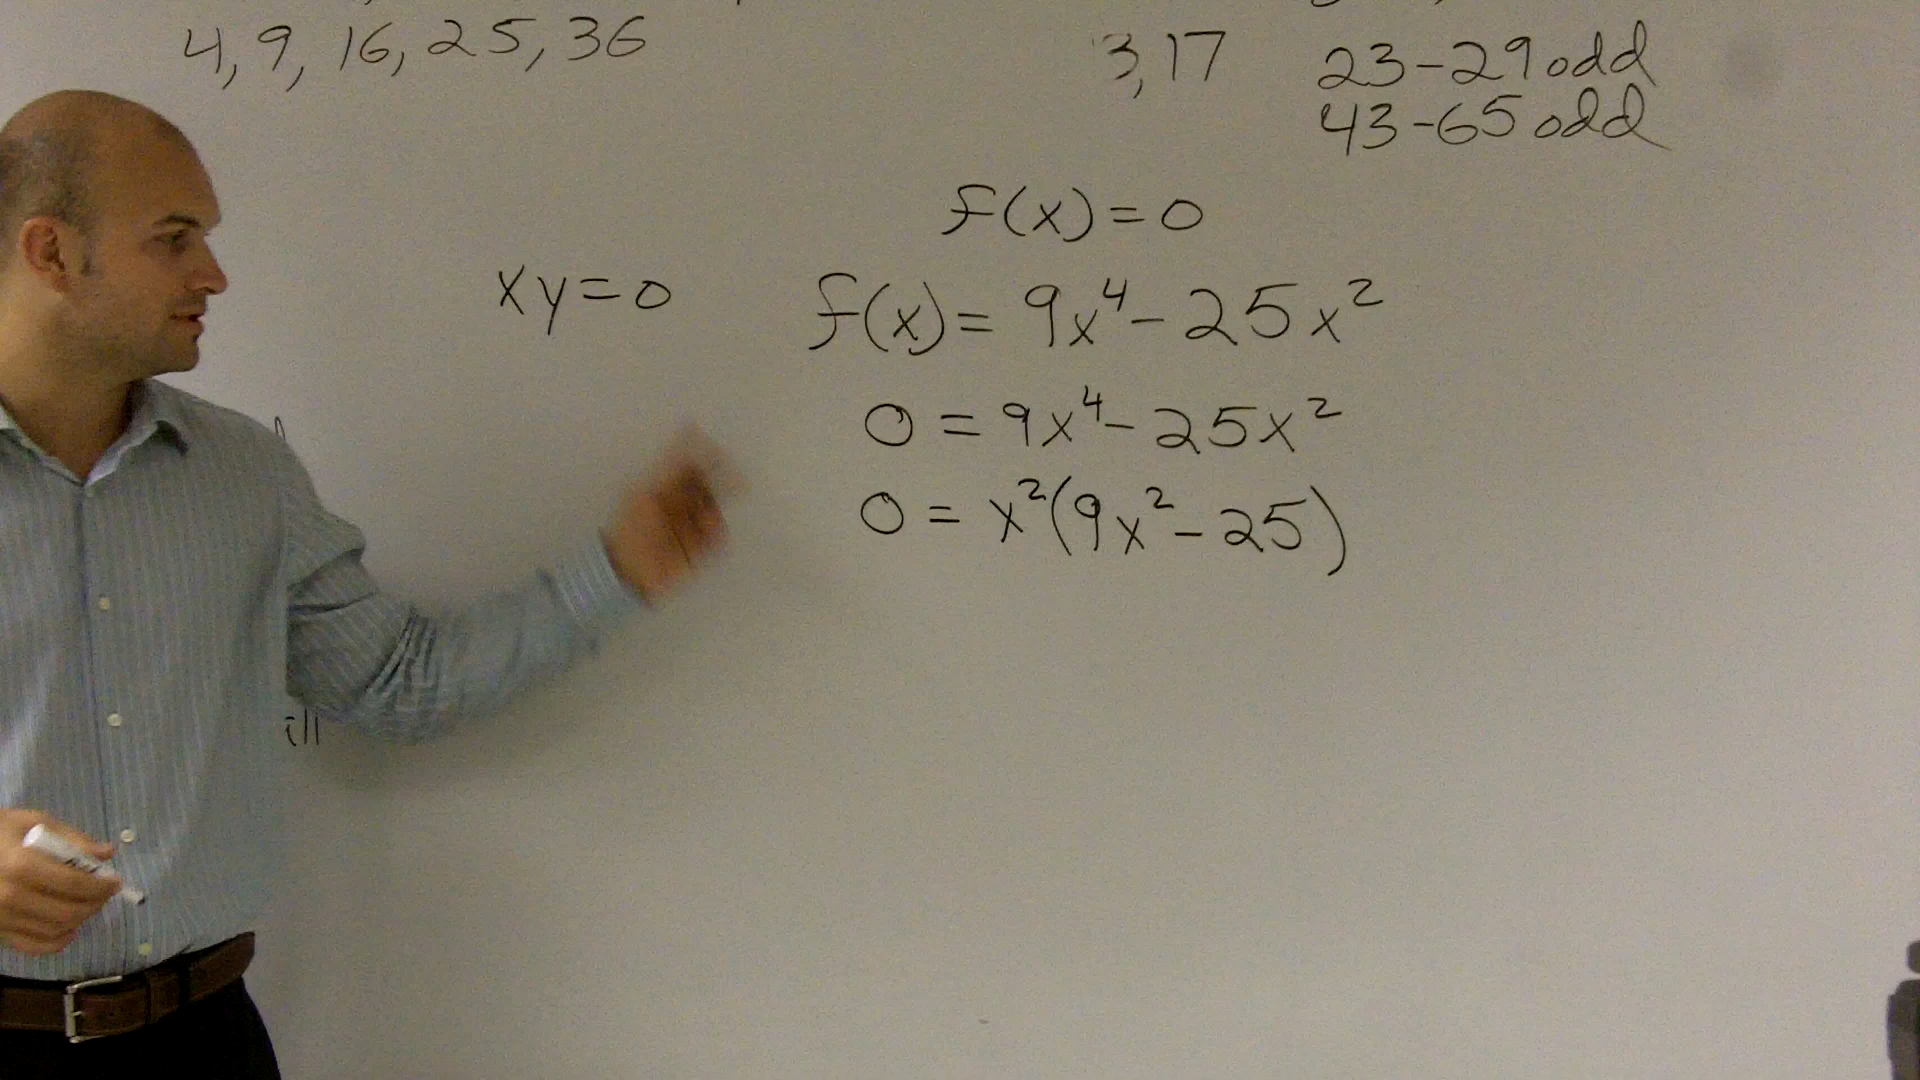 4, 9, 16, 25, 36
3, 17
23-29 odd
43-65 odd
f(x)=0
xy=0
f(x)= 9x⁴- 25x²
0 = 9x⁴- 25x²
0 = x²(9x²- 25)
ill